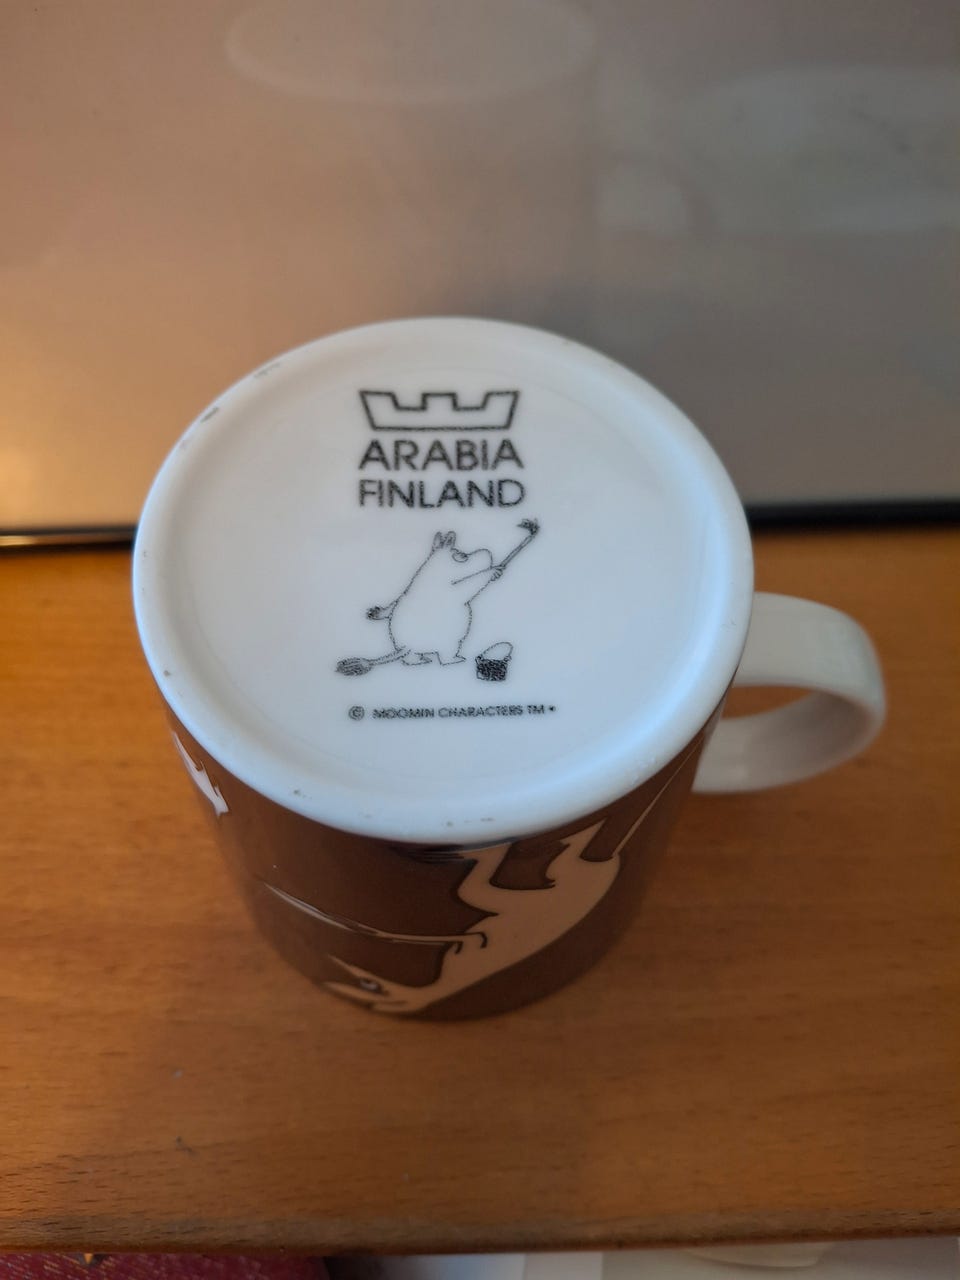 ARABIA
FINLAND
© MOOMIN CHARACTERS TM •